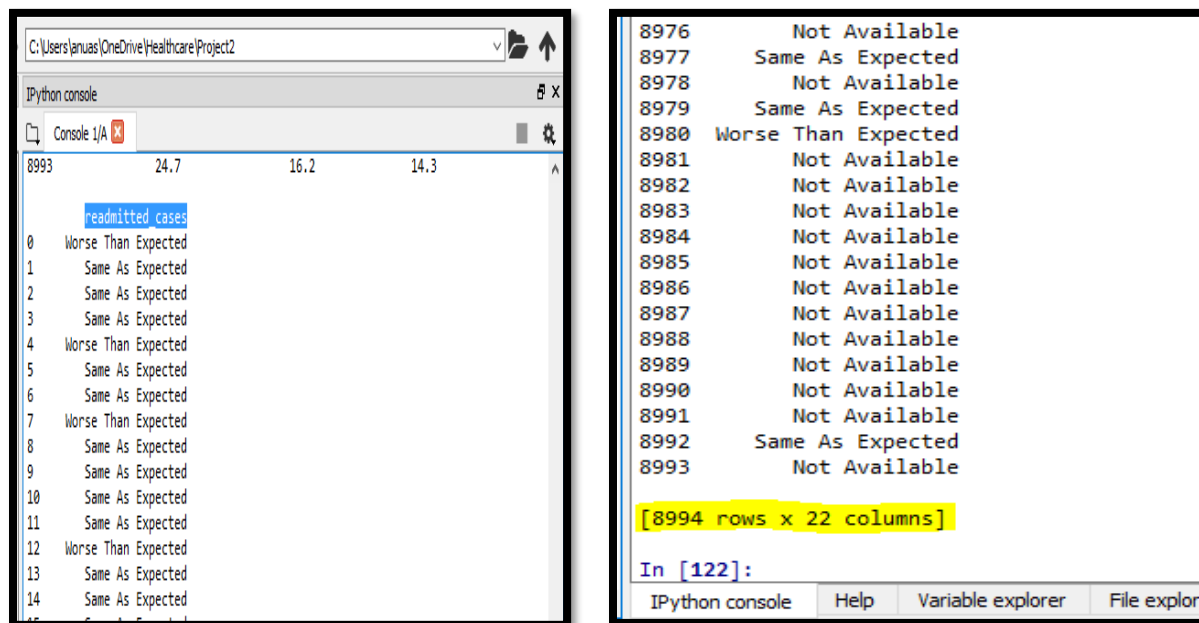 C:\Users\anuas\OneDrive\Healthcare\Project2
IPython console
Console 1/A
8993 24.7 16.2 14.3
readmitted_cases
0 Worse Than Expected
1 Same As Expected
2 Same As Expected
3 Same As Expected
4 Worse Than Expected
5 Same As Expected
6 Same As Expected
7 Worse Than Expected
8 Same As Expected
9 Same As Expected
10 Same As Expected
11 Same As Expected
12 Worse Than Expected
13 Same As Expected
14 Same As Expected
8976 Not Available
8977 Same As Expected
8978 Not Available
8979 Same As Expected
8980 Worse Than Expected
8981 Not Available
8982 Not Available
8983 Not Available
8984 Not Available
8985 Not Available
8986 Not Available
8987 Not Available
8988 Not Available
8989 Not Available
8990 Not Available
8991 Not Available
8992 Same As Expected
8993 Not Available
[8994 rows x 22 columns]
In [122]:
IPython console Help Variable explorer File explor